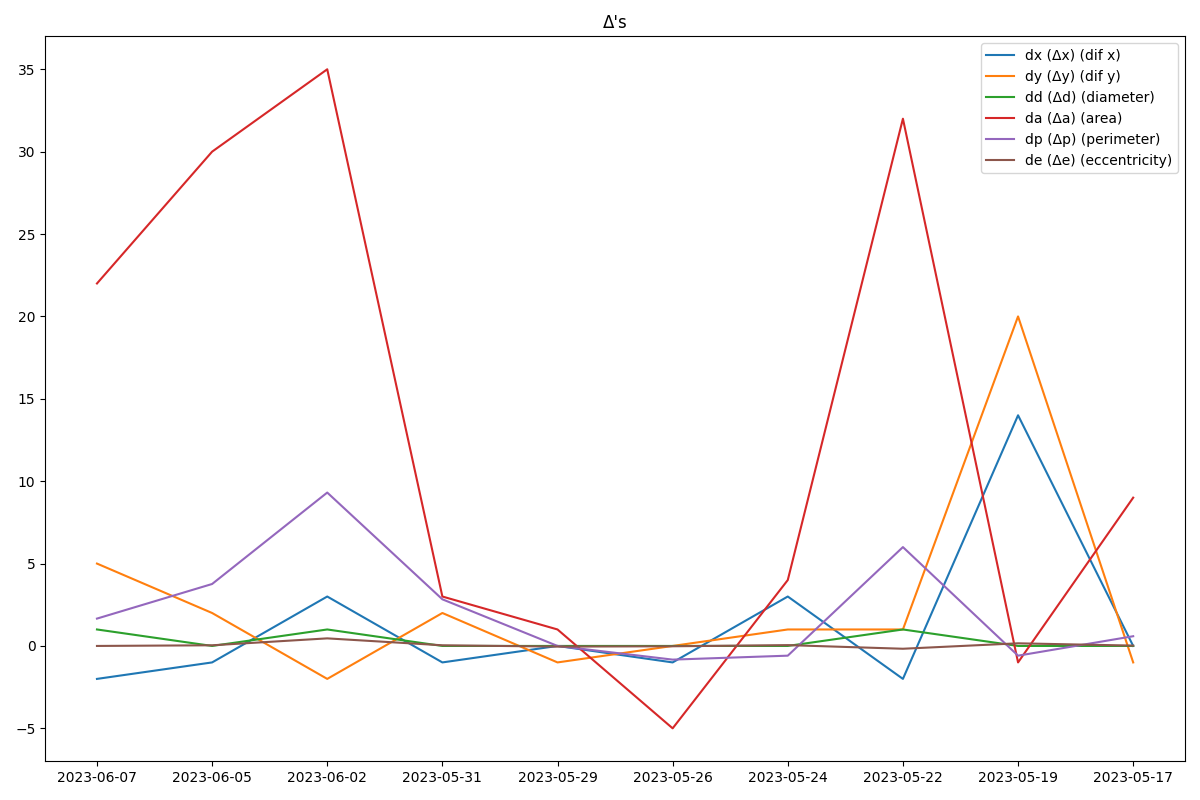 Δ's
dx (Δx) (dif x)
dy (Δy) (dif y)
dd (Δd) (diameter)
da (Δa) (area)
dp (Δp) (perimeter)
de (Δe) (eccentricity)
35
30
25
20
15
10
5
0
−5
2023-06-07 2023-06-05 2023-06-02 2023-05-31 2023-05-29 2023-05-26 2023-05-24 2023-05-22 2023-05-19 2023-05-17